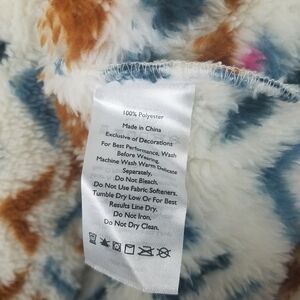 100% Polyester
Made in China
Exclusive of Decorations
For Best Performance, Wash
Before Wearing.
Machine Wash Warm Delicate
Separately.
Do Not Bleach.
Do Not Use Fabric Softeners.
Tumble Dry Low Or For Best
Results Line Dry.
Do Not Iron,
Do Not Dry Clean.